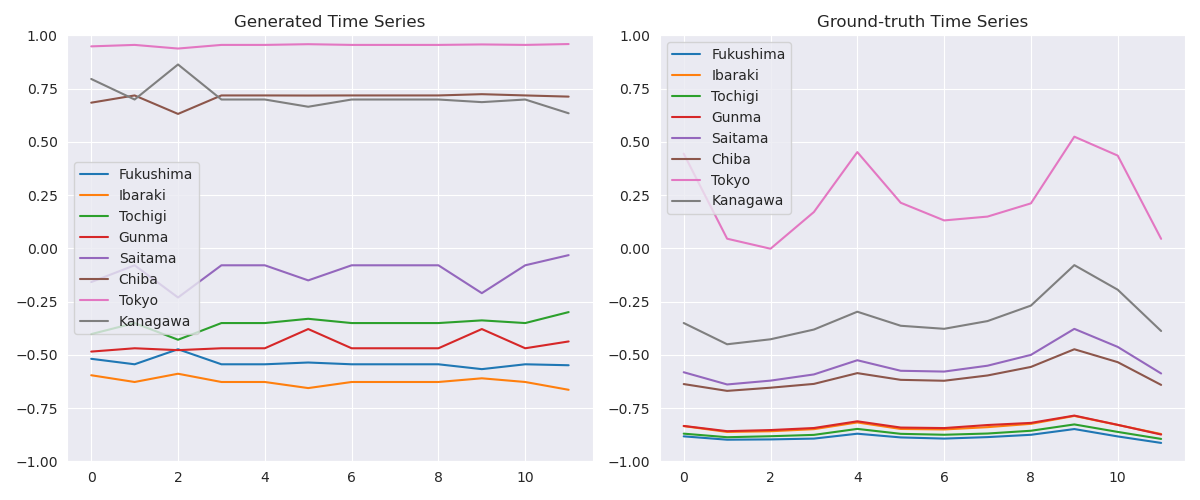 Generated Time Series
1.00
0.75
0.50
0.25
0.00
−0.25
−0.50
−0.75
−1.00
Fukushima
Ibaraki
Tochigi
Gunma
Saitama
Chiba
Tokyo
Kanagawa
0 2 4 6 8 10
Ground-truth Time Series
1.00
0.75
0.50
0.25
0.00
−0.25
−0.50
−0.75
−1.00
Fukushima
Ibaraki
Tochigi
Gunma
Saitama
Chiba
Tokyo
Kanagawa
0 2 4 6 8 10